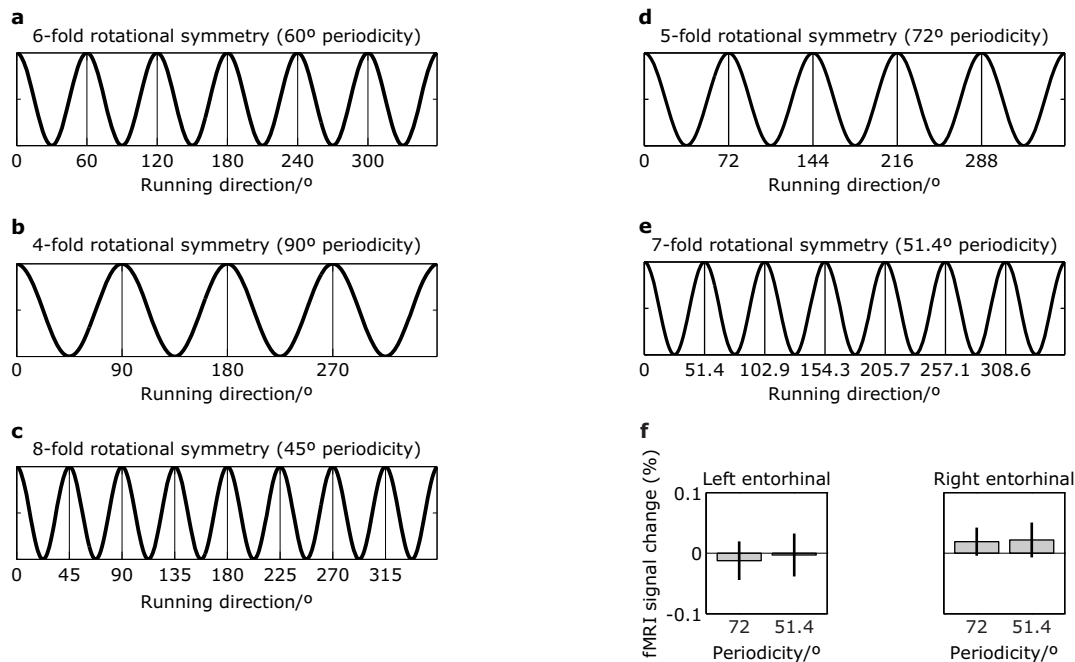 a
6-fold rotational symmetry (60º periodicity)
0 60 120 180 240 300
Running direction/º
b
4-fold rotational symmetry (90º periodicity)
0 90 180 270
Running direction/º
c
8-fold rotational symmetry (45º periodicity)
0 45 90 135 180 225 270 315
Running direction/º
d
5-fold rotational symmetry (72º periodicity)
0 72 144 216 288
Running direction/º
e
7-fold rotational symmetry (51.4º periodicity)
0 51.4 102.9 154.3 205.7 257.1 308.6
Running direction/º
f
fMRI signal change (%)
Left entorhinal
0.1
0
-0.1
72 51.4
Periodicity/º
Right entorhinal
72 51.4
Periodicity/º